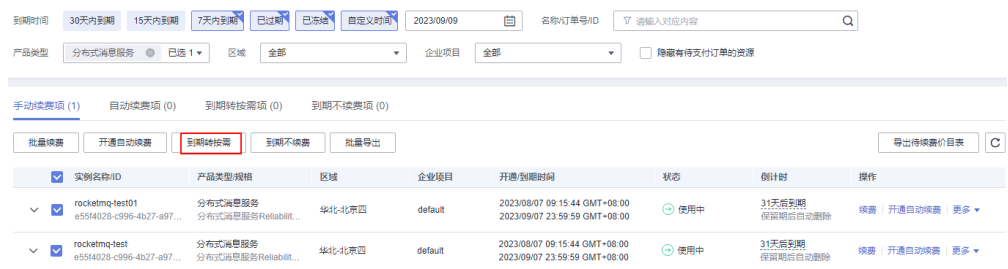 到期时间 30天内到期 15天内到期 7天内到期 已过期 已冻结 自定义时间 2023/09/09 名称/订单号/ID 请输入对应内容
产品类型 分布式消息服务 已选 1 区域 全部 企业项目 全部 隐藏有待支付订单的资源
手动续费项 (1) 自动续费项 (0) 到期转按需项 (0) 到期不续费项 (0)
批量续费 开通自动续费 到期转按需 到期不续费 批量导出 导出待续费价目表
实例名称/ID 产品类型/规格 区域 企业项目 开通/到期时间 状态 倒计时 操作
rocketmq-test01 分布式消息服务 华北-北京四 default 2023/08/07 09:15:44 GMT+08:00 使用中 31天后到期 续费 开通自动续费 更多
e55f4028-c996-4b27-a97... 分布式消息服务Reliabilit... 2023/09/07 23:59:59 GMT+08:00 保留期后自动删除
rocketmq-test 分布式消息服务 华北-北京四 default 2023/08/07 09:15:44 GMT+08:00 使用中 31天后到期 续费 开通自动续费 更多
e55f4028-c996-4b27-a97... 分布式消息服务Reliabilit... 2023/09/07 23:59:59 GMT+08:00 保留期后自动删除